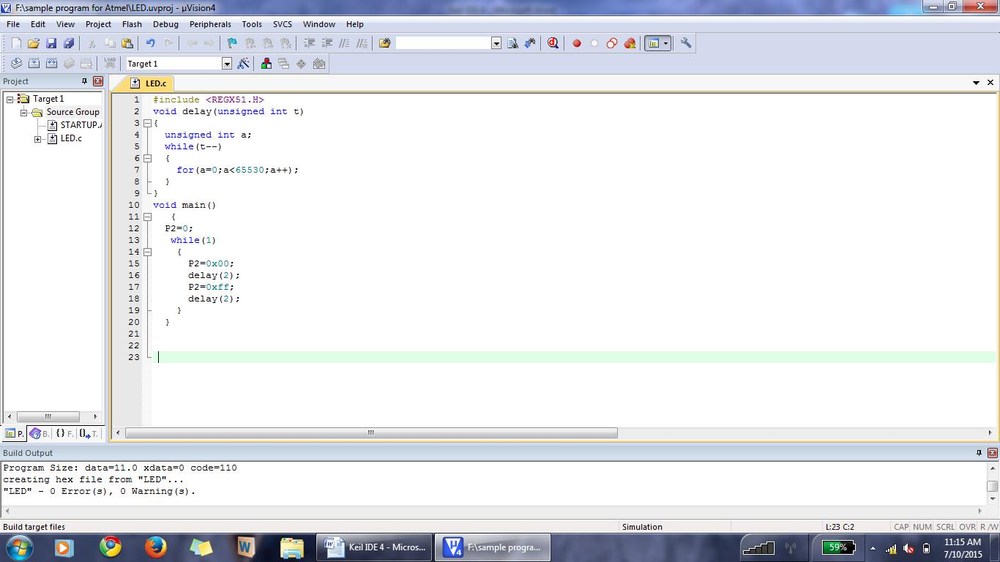 F:\sample program for Atmel\LED.uvproj - µVision4
File Edit View Project Flash Debug Peripherals Tools SVCS Window Help
LOAD
Target 1
Project
LED.c
Target 1
Source Group
STARTUP.A
LED.c
1 #include <REGX51.H>
2 void delay(unsigned int t)
3 {
4 unsigned int a;
5 while(t--)
6 {
7 for(a=0;a<65530;a++);
8 }
9 }
10 void main()
11 {
12 P2=0;
13 while(1)
14 {
15 P2=0x00;
16 delay(2);
17 P2=0xff;
18 delay(2);
19 }
20 }
21
22
23
P. B. {} F. 0 T.
Build Output
Program Size: data=11.0 xdata=0 code=110
creating hex file from "LED"...
"LED" - 0 Error(s), 0 Warning(s).
Build target files Simulation L:23 C:2 CAP NUM SCRL OVR R /W
Keil IDE 4 - Micros... F:\sample progra... 59% 11:15 AM
7/10/2015